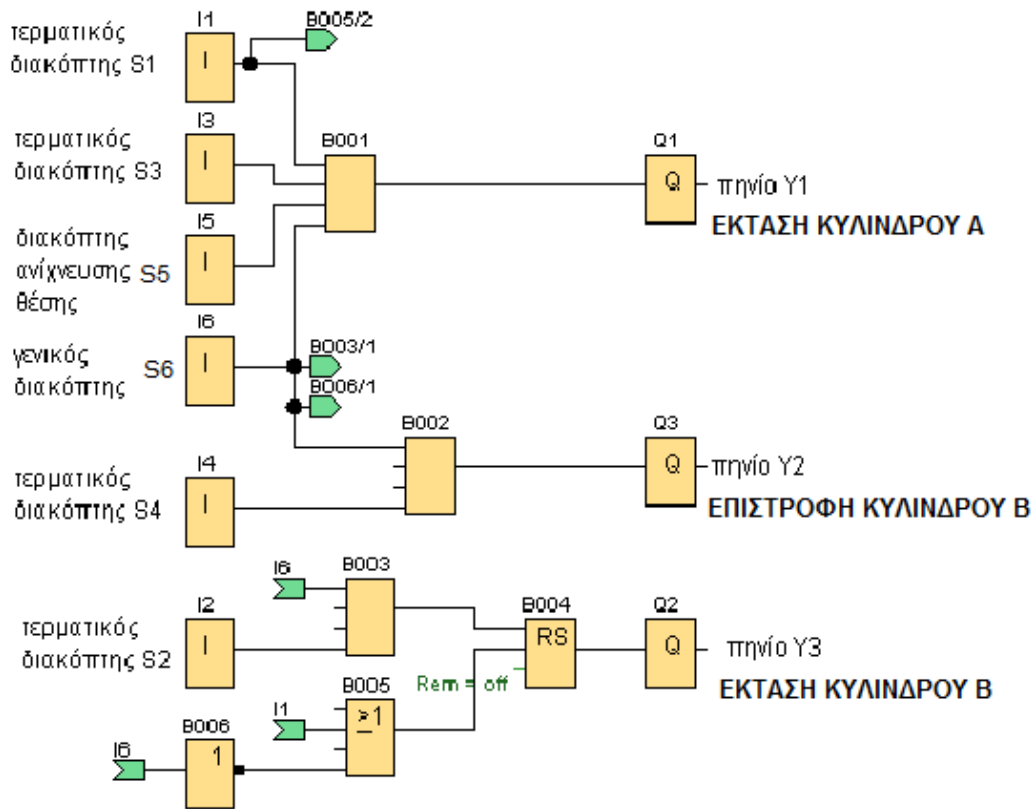 I1
B005/2
τερματικός
διακόπτης S1
I
I3
τερματικός
διακόπτης S3
I
B001
Q1
Q
πηνίο Y1
ΕΚΤΑΣΗ ΚΥΛΙΝΔΡΟΥ Α
I5
διακόπτης
ανίχνευσης S5
θέσης
I
I6
γενικός
διακόπτης S6
I
B003/1
B006/1
B002
Q3
Q
πηνίο Y2
ΕΠΙΣΤΡΟΦΗ ΚΥΛΙΝΔΡΟΥ Β
I4
τερματικός
διακόπτης S4
I
I6
B003
I2
τερματικός
διακόπτης S2
I
B004
RS
Rem = off
Q2
Q
πηνίο Y3
ΕΚΤΑΣΗ ΚΥΛΙΝΔΡΟΥ Β
B005
≥1
I1
B006
1
I6